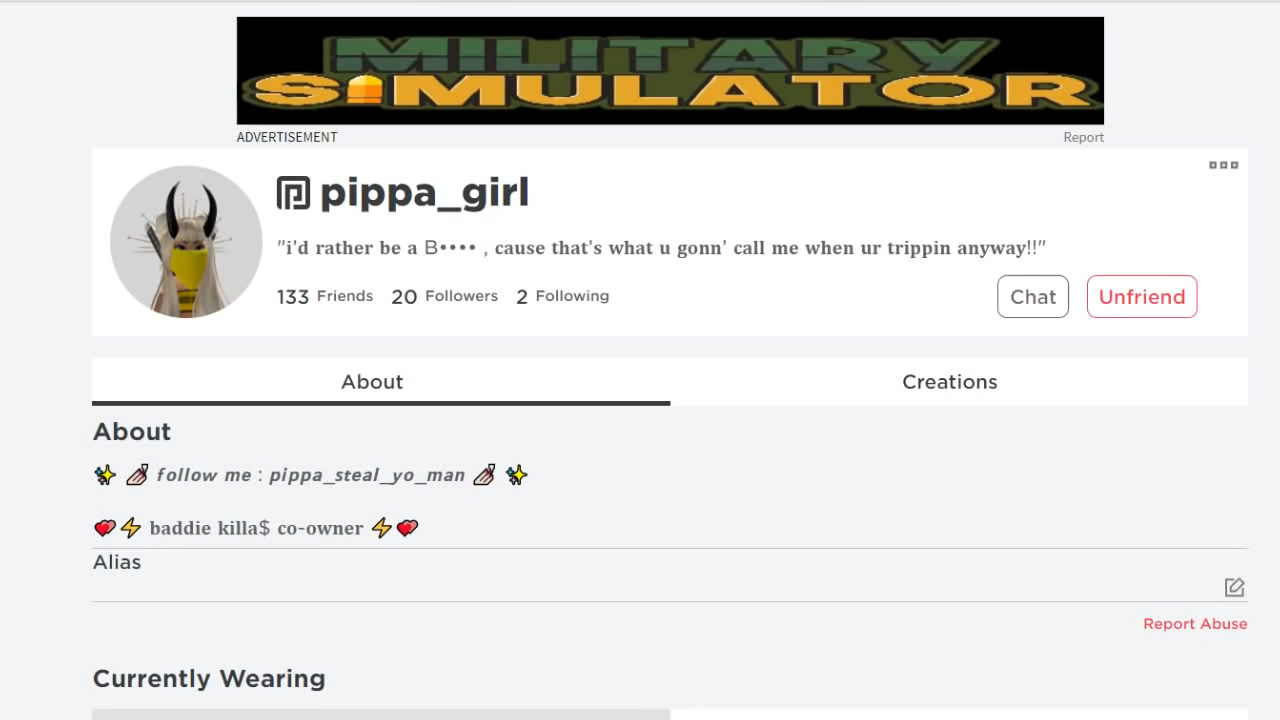 MILITARY
SIMULATOR
ADVERTISEMENT Report
pippa_girl
"i'd rather be a B•••• , cause that's what u gonn' call me when ur trippin anyway!!"
133 Friends 20 Followers 2 Following
Chat Unfriend
About Creations
About
✨ 💅 follow me : pippa_steal_yo_man 💅 ✨
💕⚡ baddie killa$ co-owner ⚡💕
Alias
Report Abuse
Currently Wearing